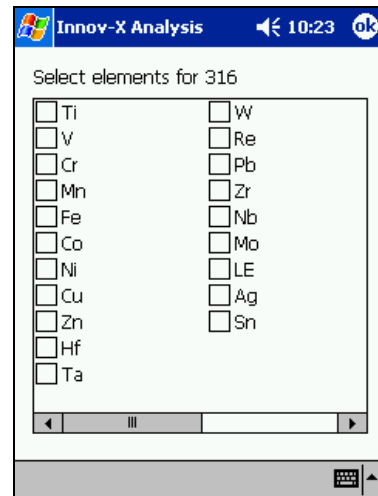 Innov-X Analysis 10:23 ok
Select elements for 316
Ti
V
Cr
Mn
Fe
Co
Ni
Cu
Zn
Hf
Ta
W
Re
Pb
Zr
Nb
Mo
LE
Ag
Sn